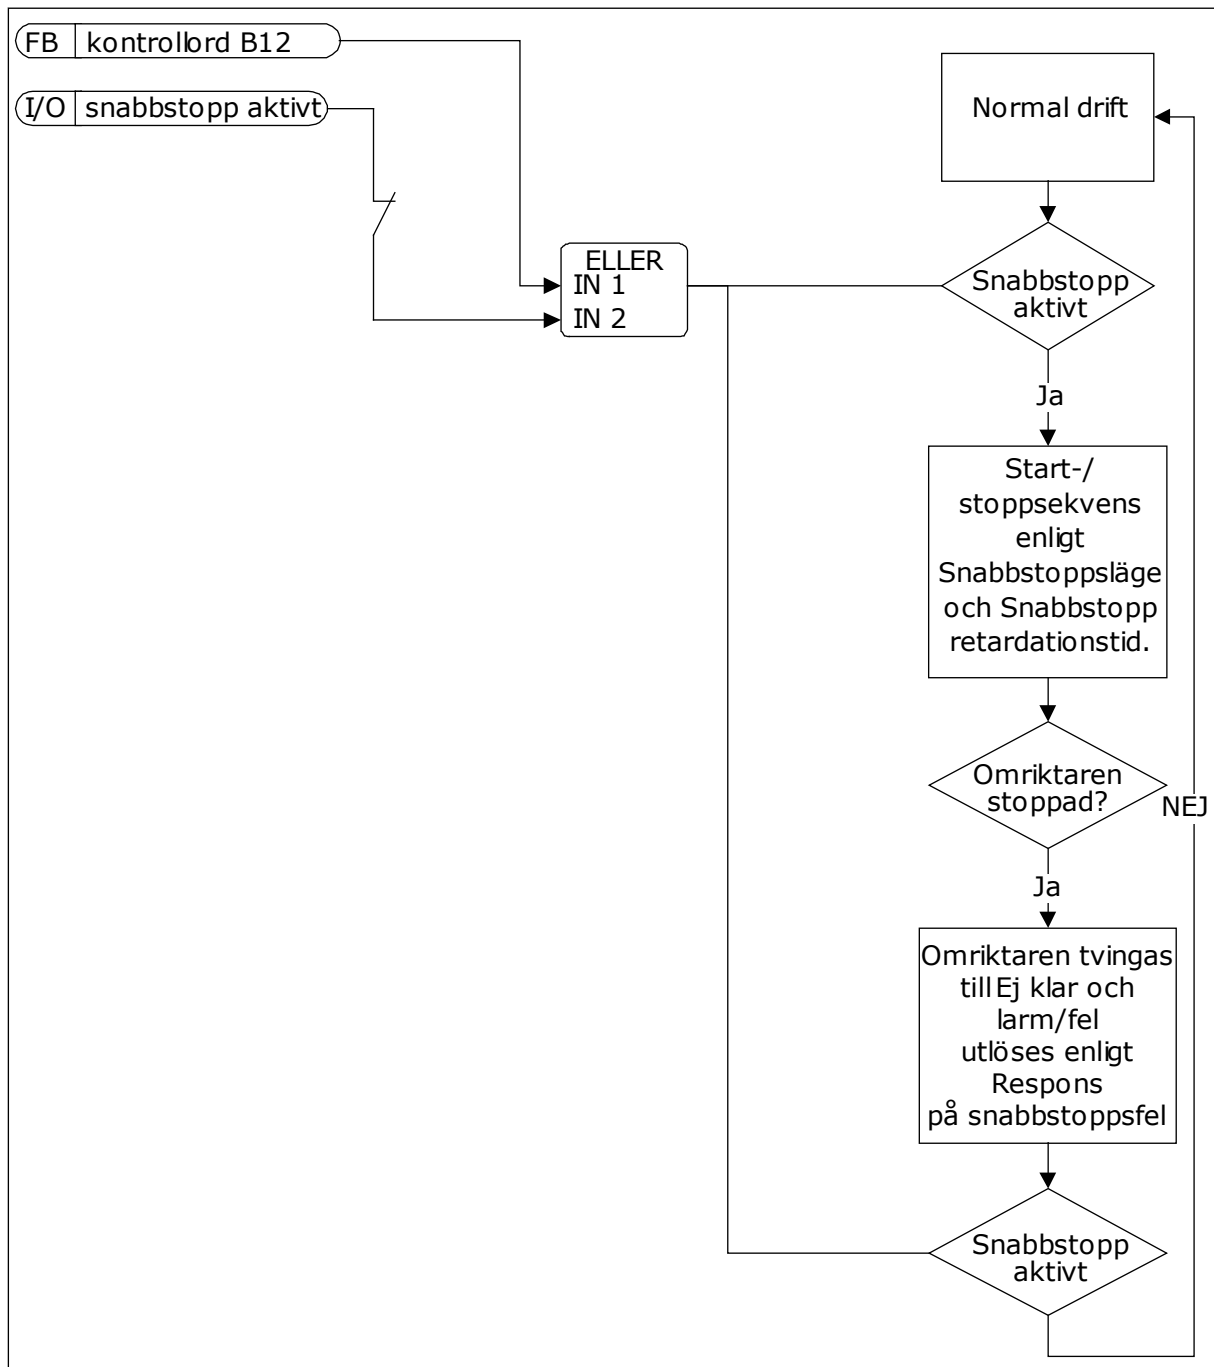 FB kontrollord B12
I/O snabbstopp aktivt
ELLER
IN 1
IN 2
Normal drift
Snabbstopp
aktivt
Ja
Start-/
stoppsekvens
enligt
Snabbstoppsläge
och Snabbstopp
retardationstid.
Omriktaren
stoppad?
NEJ
Ja
Omriktaren tvingas
till Ej klar och
larm/fel
utlöses enligt
Respons
på snabbstoppsfel
Snabbstopp
aktivt